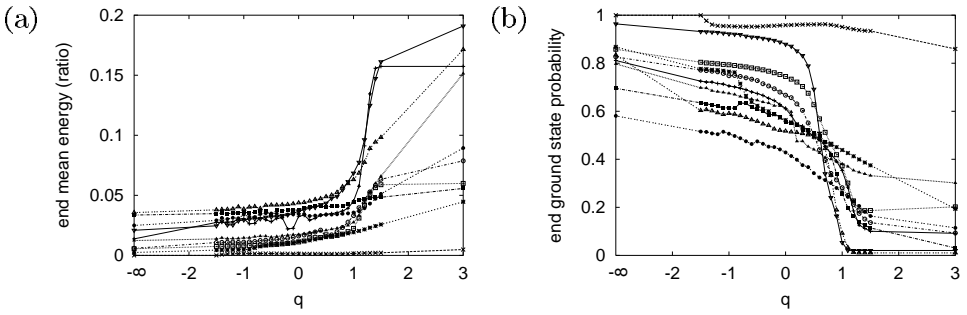 (a)
end mean energy (ratio)
0.2
0.15
0.1
0.05
0
-∞ -2 -1 0 1 2 3
q
(b)
end ground state probability
1
0.8
0.6
0.4
0.2
0
-∞ -2 -1 0 1 2 3
q